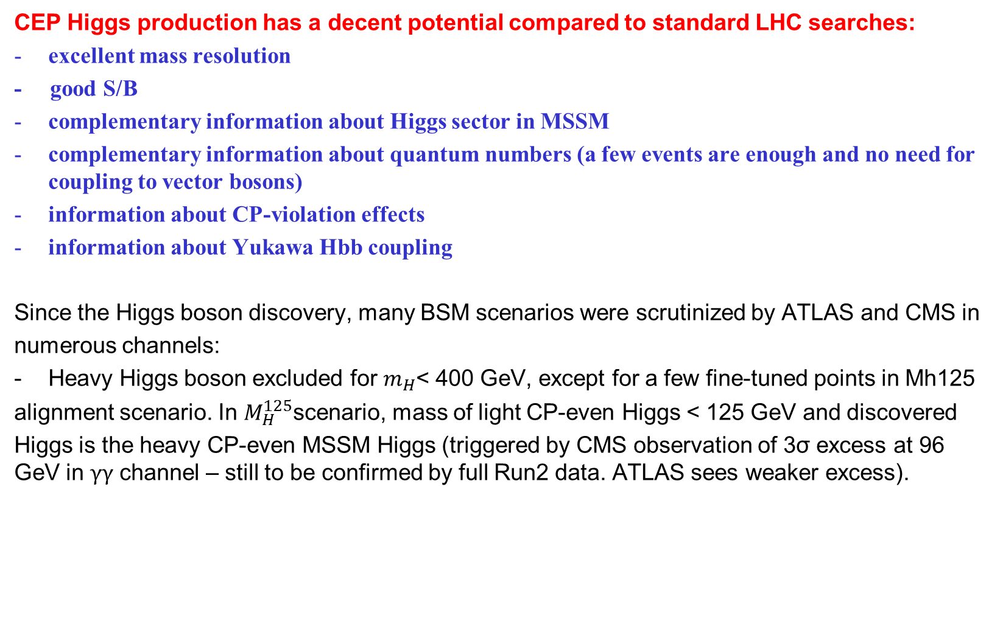 CEP Higgs production has a decent potential compared to standard LHC searches:
- excellent mass resolution
- good S/B
- complementary information about Higgs sector in MSSM
- complementary information about quantum numbers (a few events are enough and no need for
coupling to vector bosons)
- information about CP-violation effects
- information about Yukawa Hbb coupling
Since the Higgs boson discovery, many BSM scenarios were scrutinized by ATLAS and CMS in
numerous channels:
- Heavy Higgs boson excluded for $m_H$< 400 GeV, except for a few fine-tuned points in Mh125
alignment scenario. In $M_H^{125}$scenario, mass of light CP-even Higgs < 125 GeV and discovered
Higgs is the heavy CP-even MSSM Higgs (triggered by CMS observation of 3σ excess at 96
GeV in γγ channel – still to be confirmed by full Run2 data. ATLAS sees weaker excess).